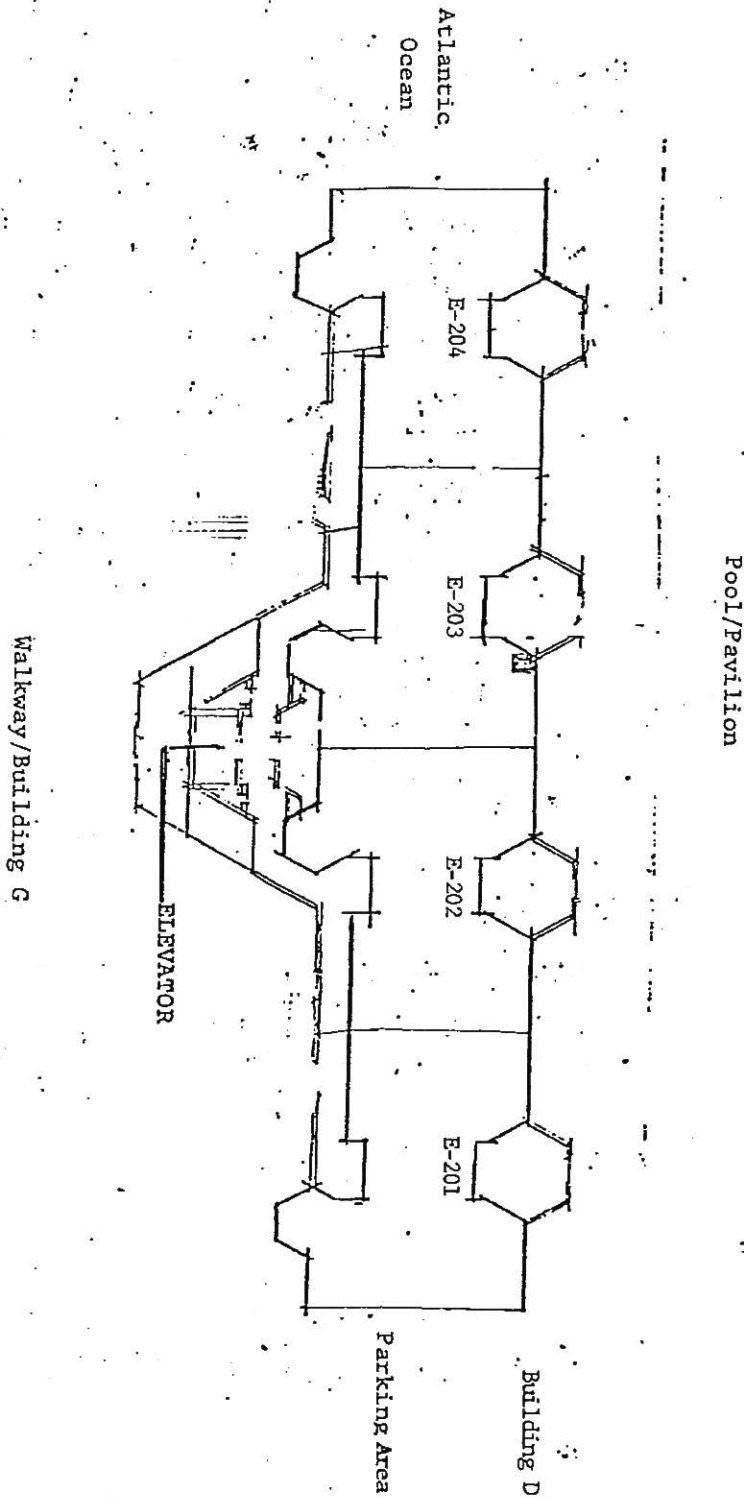 Pool/Pavilion
Building D
Atlantic
Ocean
Parking Area
E-204
E-203
E-202
E-201
ELEVATOR
Walkway/Building G